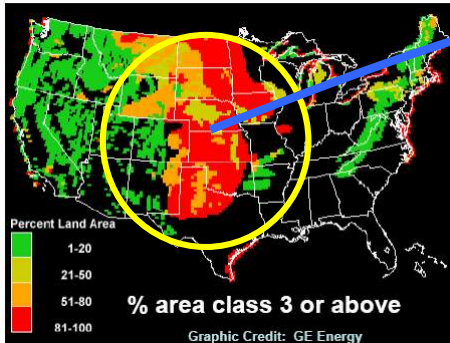 Percent Land Area
1-20
21-50
51-80
81-100
% area class 3 or above
Graphic Credit: GE Energy